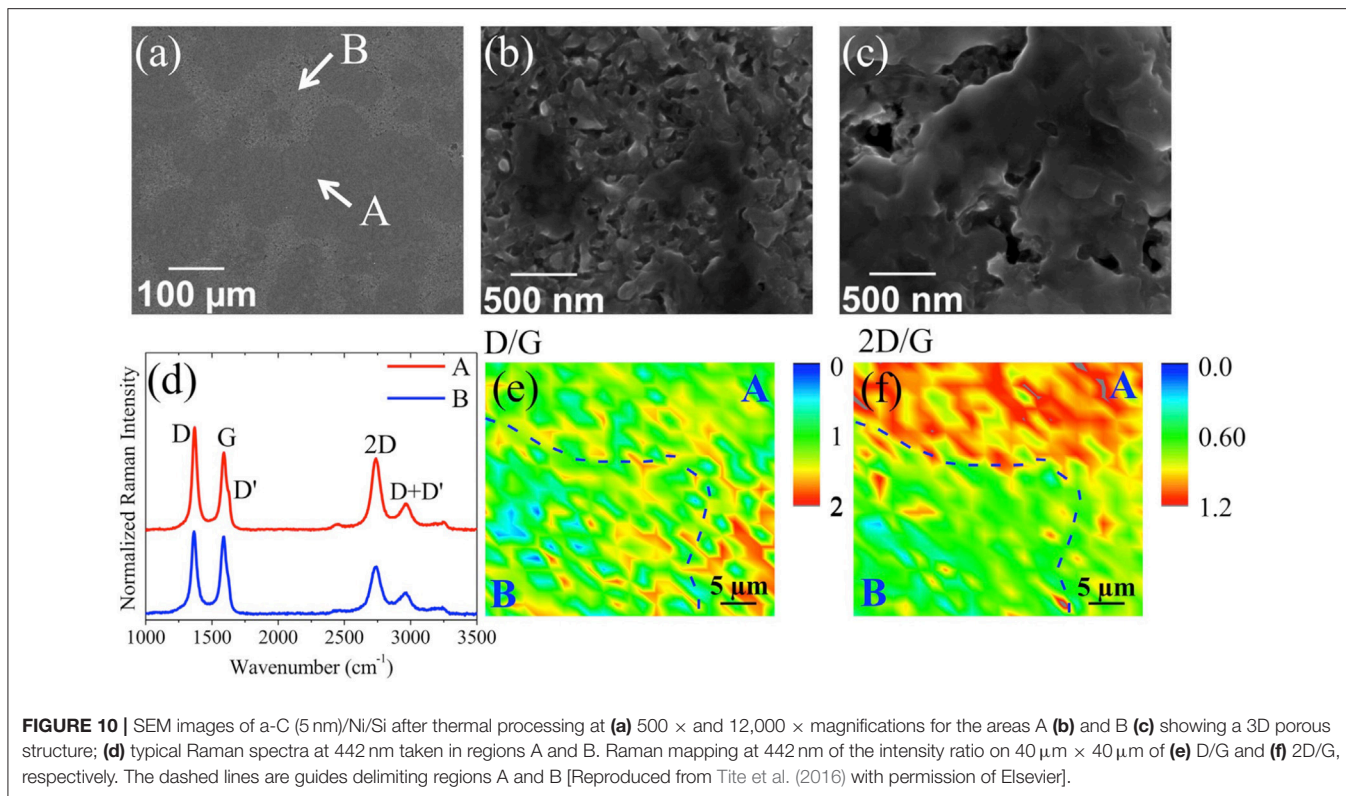 (a)
B
A
100 µm
(b)
500 nm
(c)
500 nm
(d)
A
B
D
G
D'
2D
D+D'
Normalized Raman Intensity
1000 1500 2000 2500 3000 3500
Wavenumber (cm⁻¹)
D/G
(e)
A
B
5 µm
0
1
2
2D/G
(f)
A
B
5 µm
0.0
0.60
1.2
FIGURE 10 | SEM images of a-C (5 nm)/Ni/Si after thermal processing at (a) 500 × and 12,000 × magnifications for the areas A (b) and B (c) showing a 3D porous
structure; (d) typical Raman spectra at 442 nm taken in regions A and B. Raman mapping at 442 nm of the intensity ratio on 40 µm × 40 µm of (e) D/G and (f) 2D/G,
respectively. The dashed lines are guides delimiting regions A and B [Reproduced from Tite et al. (2016) with permission of Elsevier].